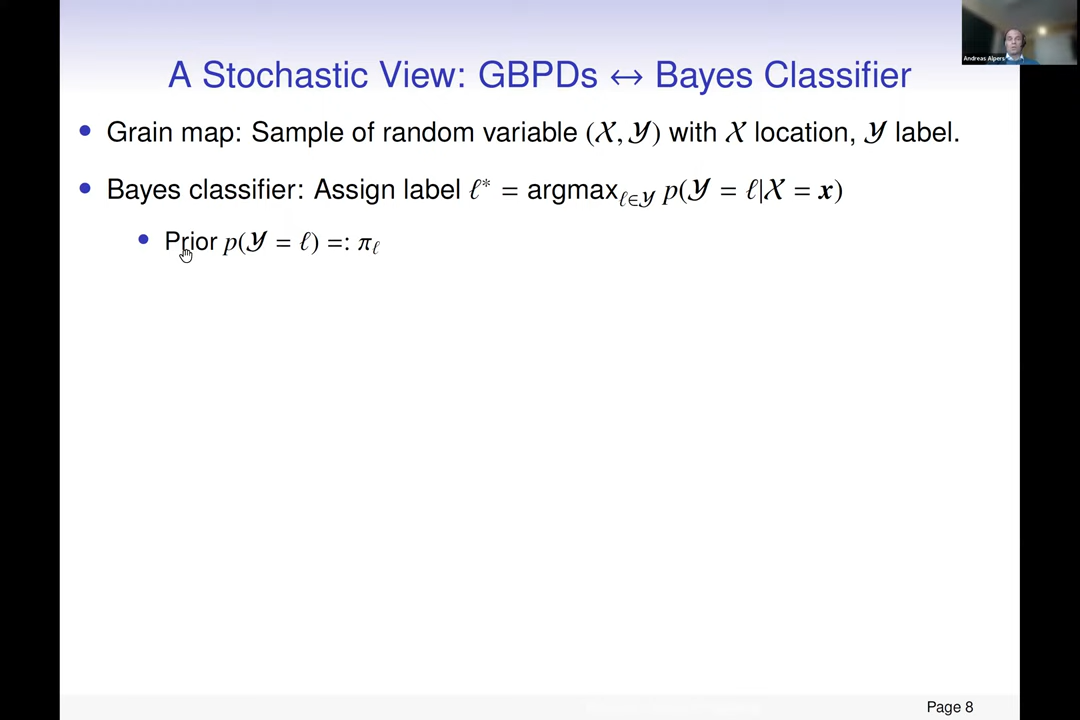 A Stochastic View: GBPDs ↔ Bayes Classifier
Andreas Alpers
• Grain map: Sample of random variable (𝒳, 𝒴) with 𝒳 location, 𝒴 label.
• Bayes classifier: Assign label ℓ* = argmax_{ℓ∈𝒴} p(𝒴 = ℓ|𝒳 = x)
• Prior p(𝒴 = ℓ) =: π_ℓ
Page 8